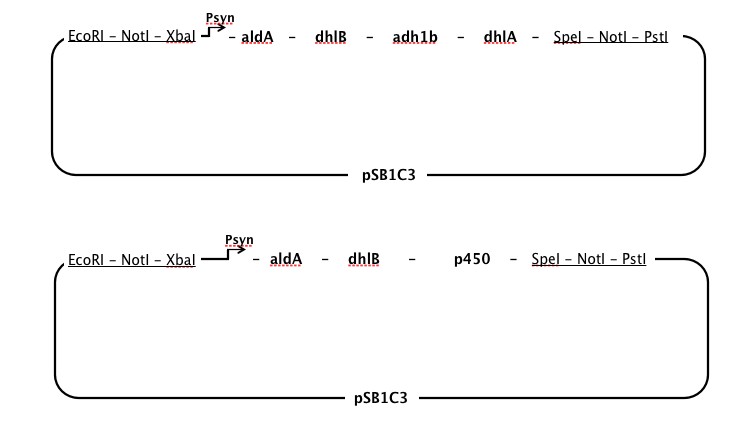 Psyn
EcoRI – NotI – XbaI – aldA – dhlB – adh1b – dhlA – SpeI – NotI – PstI
pSB1C3
Psyn
EcoRI – NotI – XbaI – aldA – dhlB – p450 – SpeI – NotI – PstI
pSB1C3